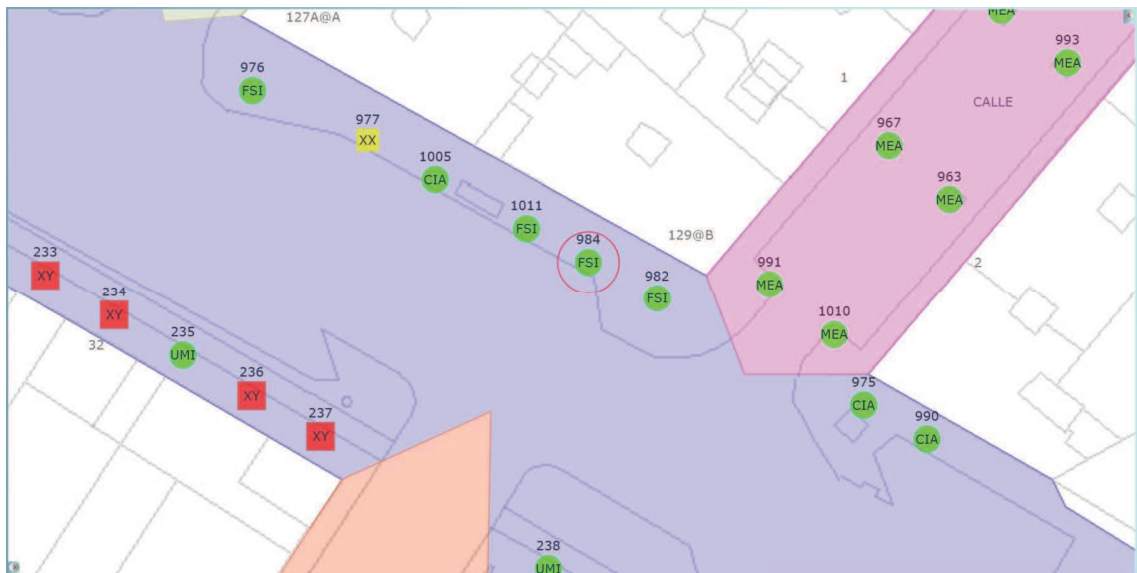 127A@A
MEA
993
MEA
976
FSI
1
CALLE
977
XX
967
MEA
1005
CIA
963
MEA
1011
FSI
129@B
984
FSI
982
FSI
991
MEA
2
233
XY
234
XY
1010
MEA
235
UMI
32
236
XY
975
CIA
237
XY
990
CIA
238
UMI